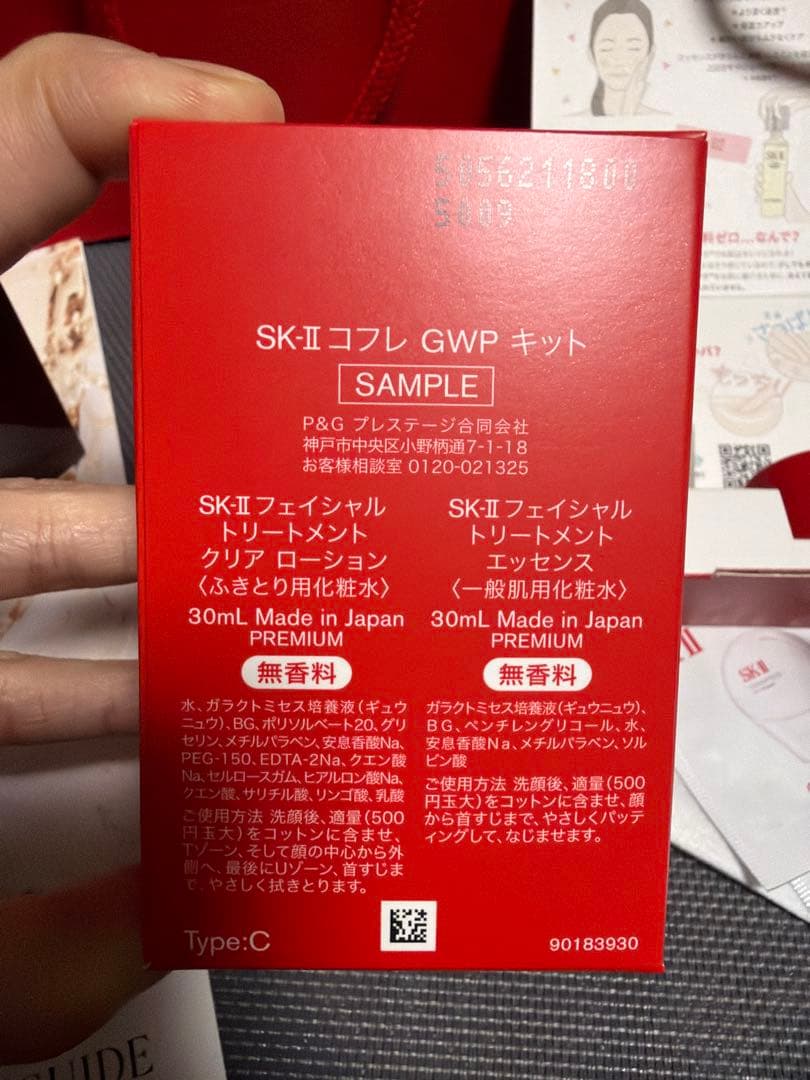 5056211800
5009
SK-Ⅱ コフレ GWP キット
SAMPLE
P&G プレステージ合同会社
神戸市中央区小野柄通7-1-18
お客様相談室 0120-021325
SK-Ⅱフェイシャル
トリートメント
クリア ローション
〈ふきとり用化粧水〉
30mL Made in Japan
PREMIUM
無香料
水、ガラクトミセス培養液(ギュウ
ニュウ)、BG、ポリソルベート20、グリ
セリン、メチルパラベン、安息香酸Na、
PEG-150、EDTA-2Na、クエン酸
Na、セルロースガム、ヒアルロン酸Na、
クエン酸、サリチル酸、リンゴ酸、乳酸
ご使用方法 洗顔後、適量(500
円玉大)をコットンに含ませ、
Tゾーン、そして顔の中心から外
側へ、最後にUゾーン、首すじま
で、やさしく拭きとります。
SK-Ⅱフェイシャル
トリートメント
エッセンス
〈一般肌用化粧水〉
30mL Made in Japan
PREMIUM
無香料
ガラクトミセス培養液(ギュウニュウ)、
BG、ペンチレングリコール、水、
安息香酸Na、メチルパラベン、ソル
ビン酸
ご使用方法 洗顔後、適量(500
円玉大)をコットンに含ませ、顔
から首すじまで、やさしくパッテ
ィングして、なじませます。
Type:C
90183930
料ゼロ...なんで?
SK-Ⅱ
GUIDE